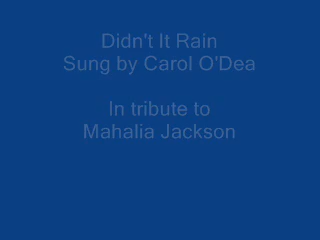 Didn't It Rain
Sung by Carol O'Dea
In tribute to
Mahalia Jackson